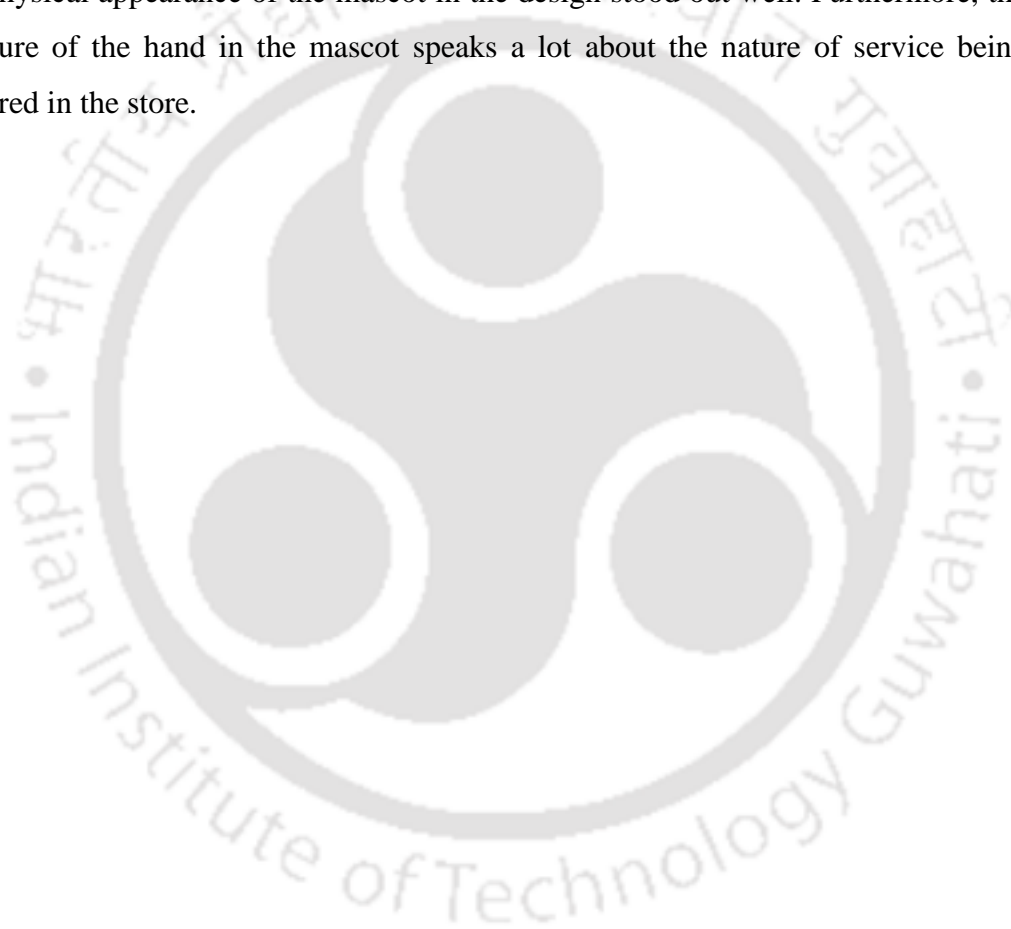 hysical appearance of the mascot in the design stood out well. Furthermore, th
ure of the hand in the mascot speaks a lot about the nature of service bein
red in the store.
भारतीय
गुवाहाटी
• Indian Institute of Technology Guwahati •